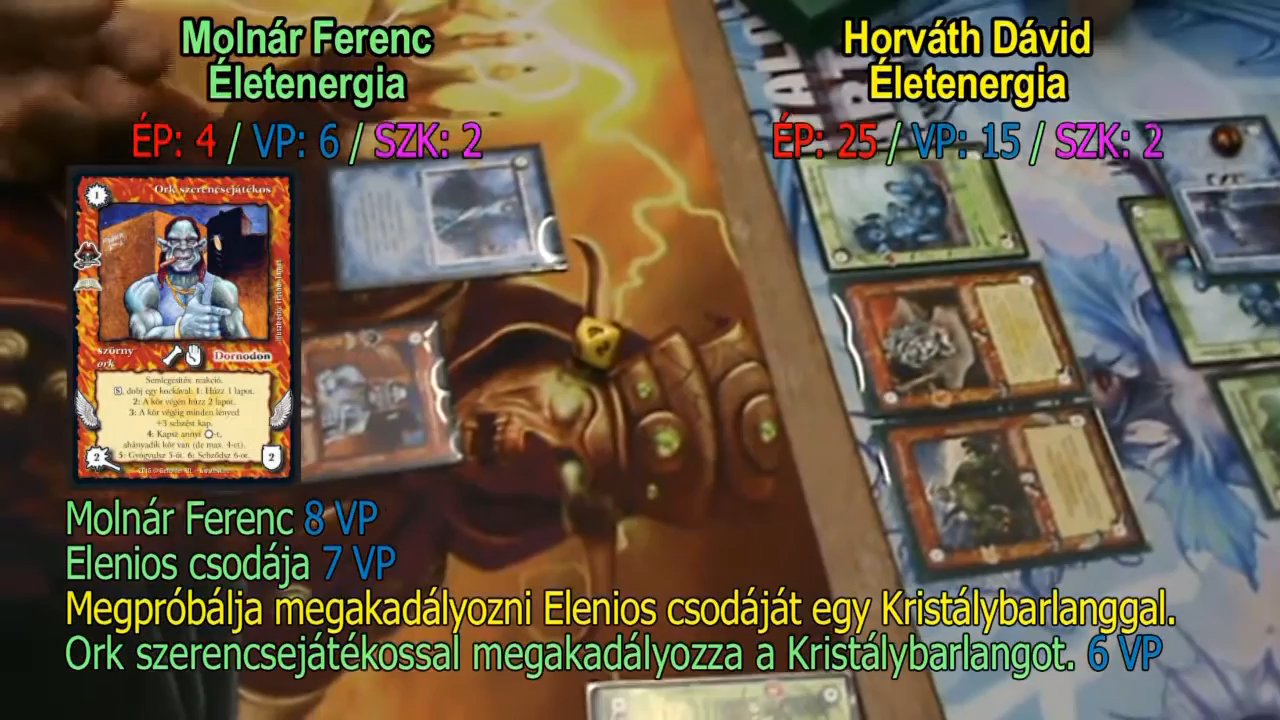 Molnár Ferenc
Életenergia
ÉP: 4 / VP: 6 / SZK: 2
Horváth Dávid
Életenergia
ÉP: 25 / VP: 15 / SZK: 2
1
Ork szerencsejátékos
szörny
ork
Dornodon
Semlegesítés: reakció.
S, dobj egy kockával: 1: Húzz 1 lapot.
2: A kör végén húzz 2 lapot.
3: A kör végéig minden lényed
+3 sebzést kap.
4: Kapsz annyi -t,
ahányadik kör van (de max. 4-et).
5: Gyógyulsz 5-öt. 6: Sebződsz 6-ot.
2
2
Molnár Ferenc 8 VP
Elenios csodája 7 VP
Megpróbálja megakadályozni Elenios csodáját egy Kristálybarlanggal.
Ork szerencsejátékossal megakadályozza a Kristálybarlangot. 6 VP